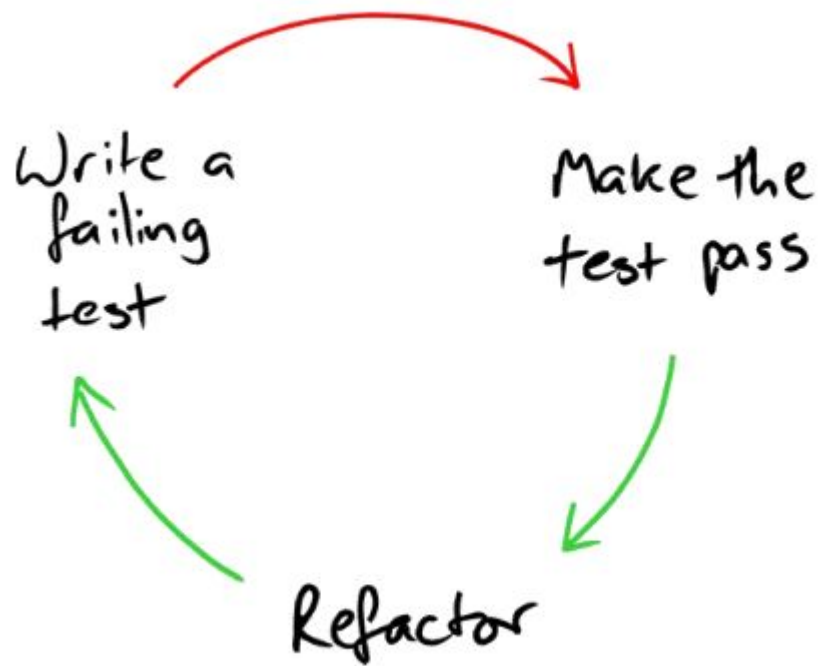 Write a
failing
test
Make the
test pass
Refactor